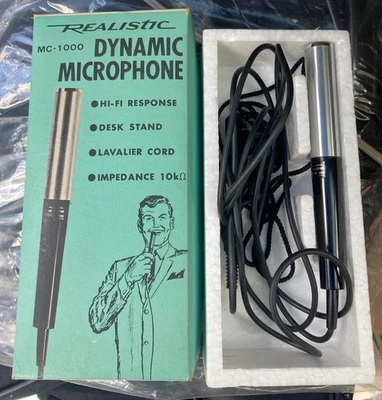 REALISTIC
MC-1000 DYNAMIC
MICROPHONE
●HI-FI RESPONSE
●DESK STAND
●LAVALIER CORD
●IMPEDANCE 10kΩ